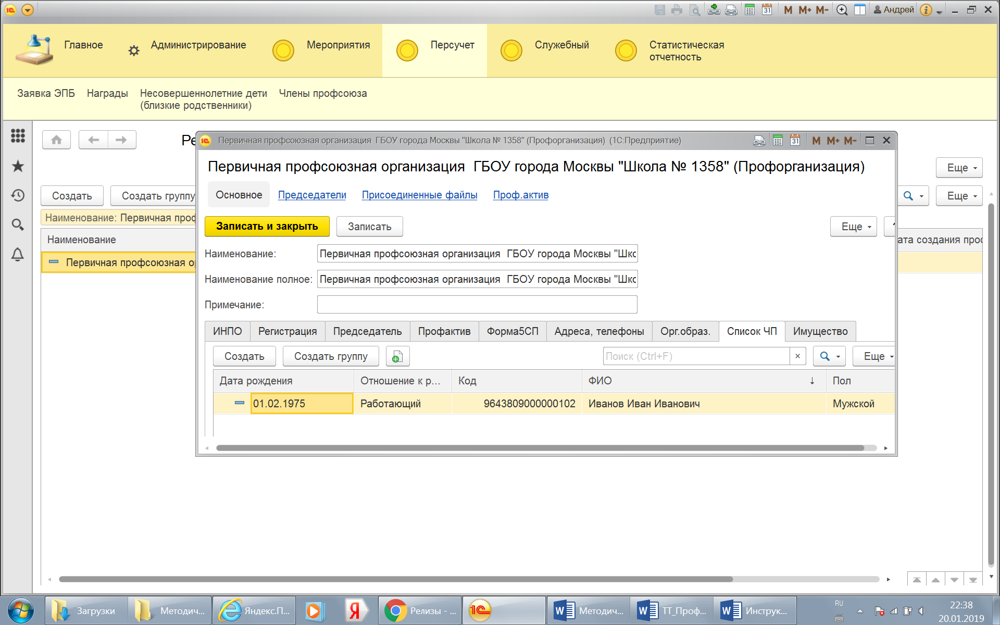 M M+ M- Андрей
31
Главное Администрирование Мероприятия Персучет Служебный Статистическая
отчетность
Заявка ЭПБ Награды Несовершеннолетние дети Члены профсоюза
(близкие родственники)
Ре
Первичная профсоюзная организация ГБОУ города Москвы "Школа № 1358" (Профорганизация) (1С:Предприятие)
31 M M+ M-
Первичная профсоюзная организация ГБОУ города Москвы "Школа № 1358" (Профорганизация)
Еще
Основное Председатели Присоединенные файлы Проф.актив
Создать Создать группу Еще
Наименование: Первичная проф
Записать и закрыть Записать Еще
Наименование ата создания проф
Наименование: Первичная профсоюзная организация ГБОУ города Москвы "Шко
Первичная профсоюзная ор
Наименование полное: Первичная профсоюзная организация ГБОУ города Москвы "Шко
Примечание:
ИНПО Регистрация Председатель Профактив Форма5СП Адреса, телефоны Орг.образ. Список ЧП Имущество
Создать Создать группу Поиск (Ctrl+F) × Еще
Дата рождения Отношение к р... Код ФИО ↓ Пол
01.02.1975 Работающий 9643809000000102 Иванов Иван Иванович Мужской
Загрузки Методич... Яндекс.П... Я Релизы - ... 1С Методич... ТТ_Проф... Инструк... RU 22:38
20.01.2019